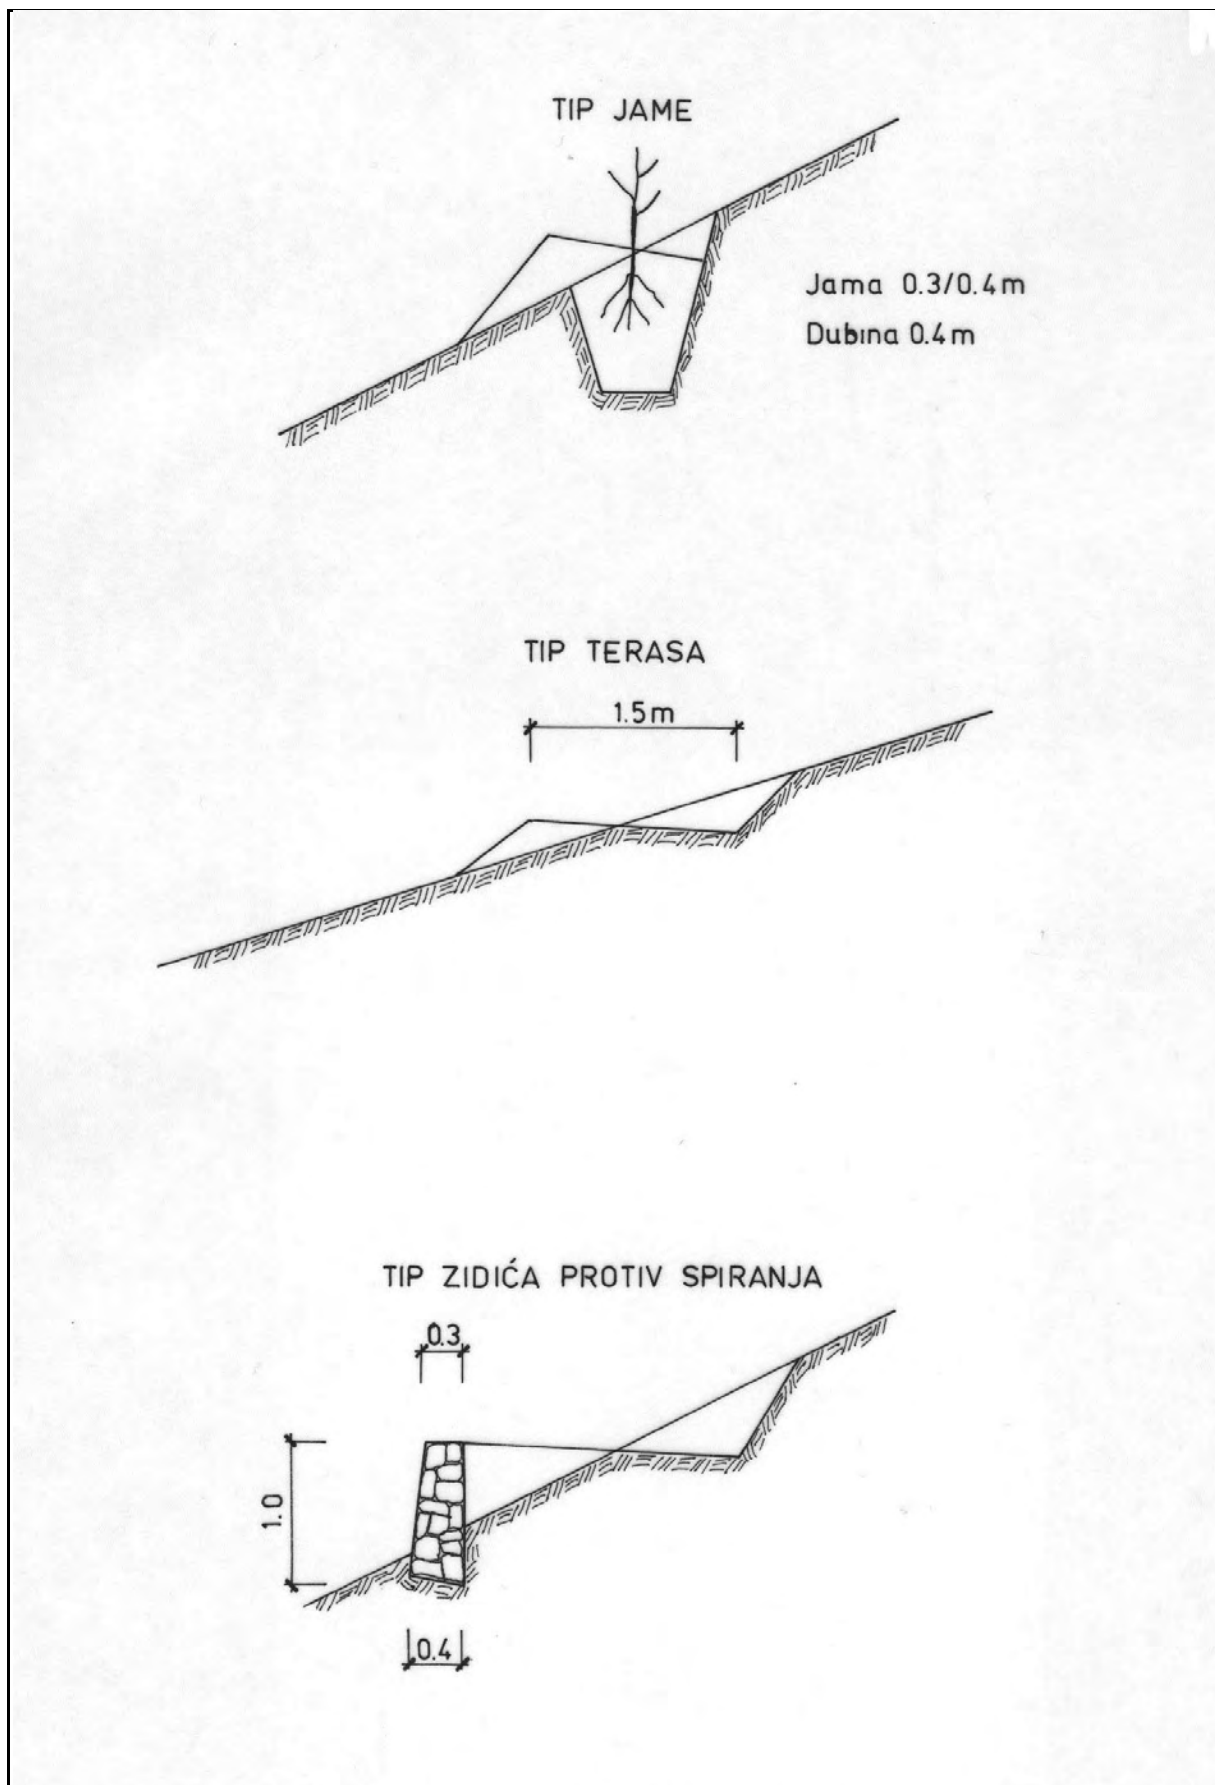 TIP JAME
Jama 0.3/0.4m
Dubina 0.4m
TIP TERASA
1.5m
TIP ZIDIĆA PROTIV SPIRANJA
0.3
1.0
0.4